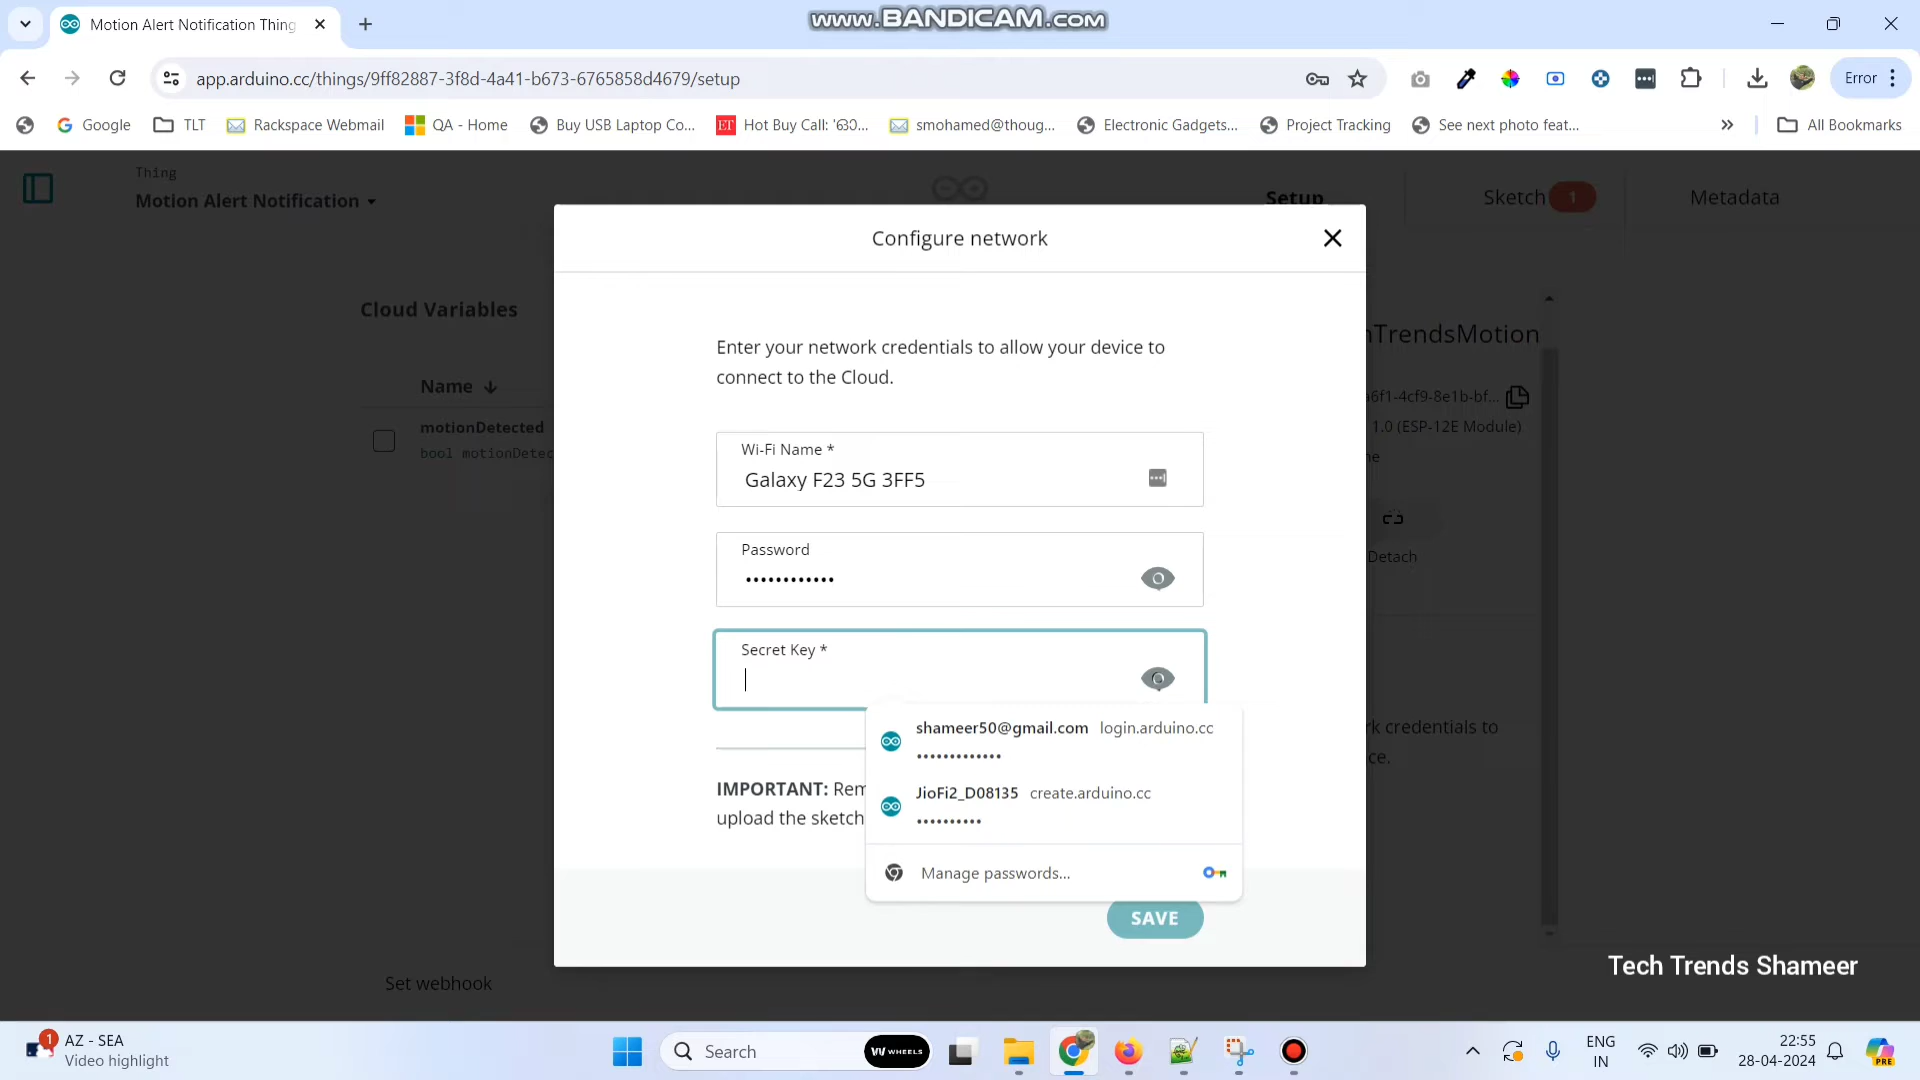 Motion Alert Notification Thing
www.BANDICAM.com
app.arduino.cc/things/9ff82887-3f8d-4a41-b673-6765858d4679/setup
Error
Google
TLT
Rackspace Webmail
QA - Home
Buy USB Laptop Co...
Hot Buy Call:
smohamed@thoug...
Electronic Gadgets...
Project Tracking
See next photo feat...
All Bookmarks
Thing
Motion Alert Notification
Setup
Sketch 1
Metadata
Configure network
Cloud Variables
nTrendsMotion
Enter your network credentials to allow your device to
connect to the Cloud.
Name
a6f1-4cf9-8e1b-bf...
motionDetected
1.0 (ESP-12E Module)
bool motionDetec
ne
Wi-Fi Name *
Galaxy F23 5G 3FF5
Password
••••••••••••
Detach
Secret Key *
shameer50@gmail.com login.arduino.cc
•••••••••••••
rk credentials to
ce.
JioFi2_D08135 create.arduino.cc
••••••••••
IMPORTANT: Rem
upload the sketch
Manage passwords...
SAVE
Set webhook
Tech Trends Shameer
1
AZ - SEA
Video highlight
Search
WHEELS
ENG
IN
22:55
28-04-2024
PRE